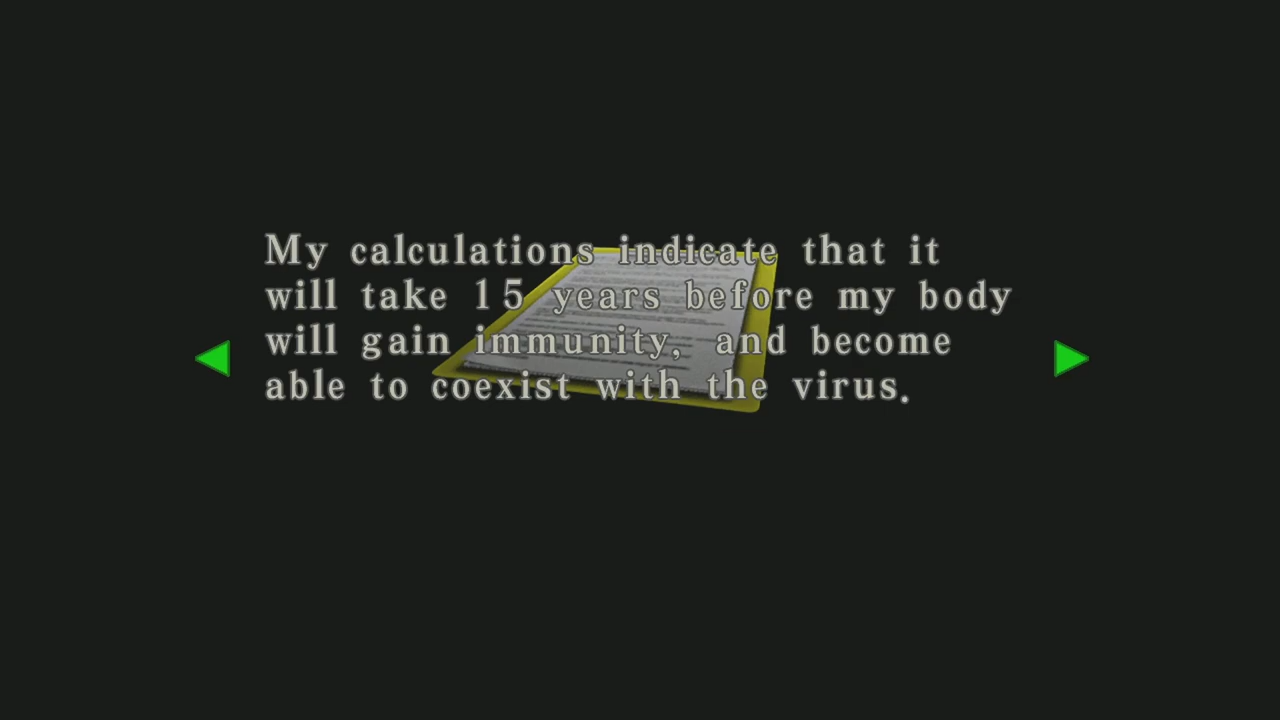 My calculations indicate that it
will take 15 years before my body
will gain immunity, and become
able to coexist with the virus.